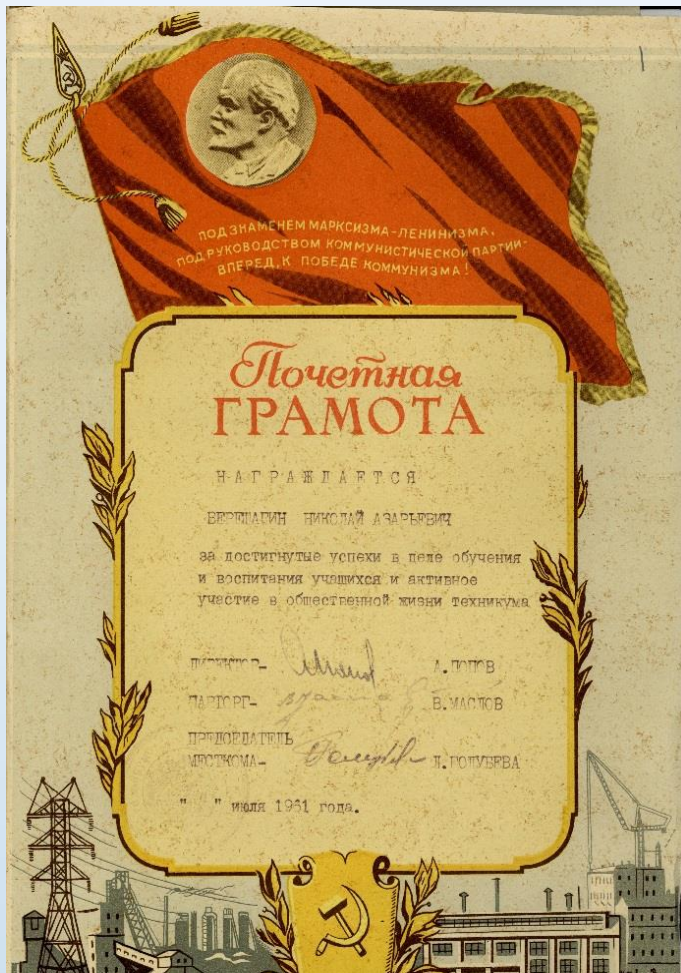 ПОД ЗНАМЕНЕМ МАРКСИЗМА-ЛЕНИНИЗМА,
ПОД РУКОВОДСТВОМ КОММУНИСТИЧЕСКОЙ ПАРТИИ-
ВПЕРЕД, К ПОБЕДЕ КОММУНИЗМА!
Почетная
ГРАМОТА
НАГРАЖДАЕТСЯ
ВЕРЕЩАГИН НИКОЛАЙ АЗАРЬЕВИЧ
за достигнутые успехи в деле обучения
и воспитания учащихся и активное
участие в общественной жизни техникума
ДИРЕКТОР- А.ПОПОВ
ПАРТОРГ- В.МАСЛОВ
ПРЕДСЕДАТЕЛЬ
МЕСТКОМА- Л.ГОЛУБЕВА
" " июля 1961 года.